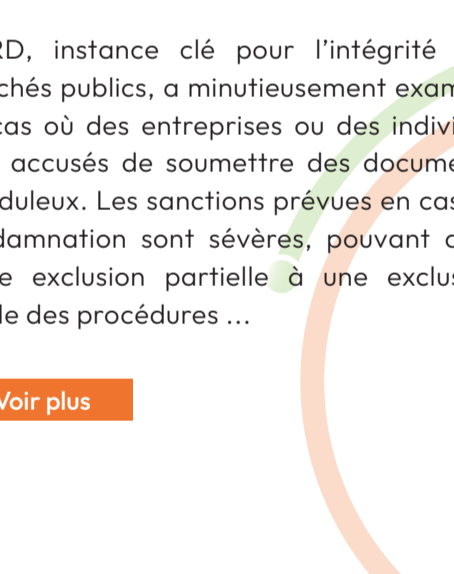 RD, instance clé pour l’intégrité
chés publics, a minutieusement exam
cas où des entreprises ou des indivi
accusés de soumettre des docume
duleux. Les sanctions prévues en cas
damnation sont sévères, pouvant
e exclusion partielle à une exclus
le des procédures ...
Voir plus